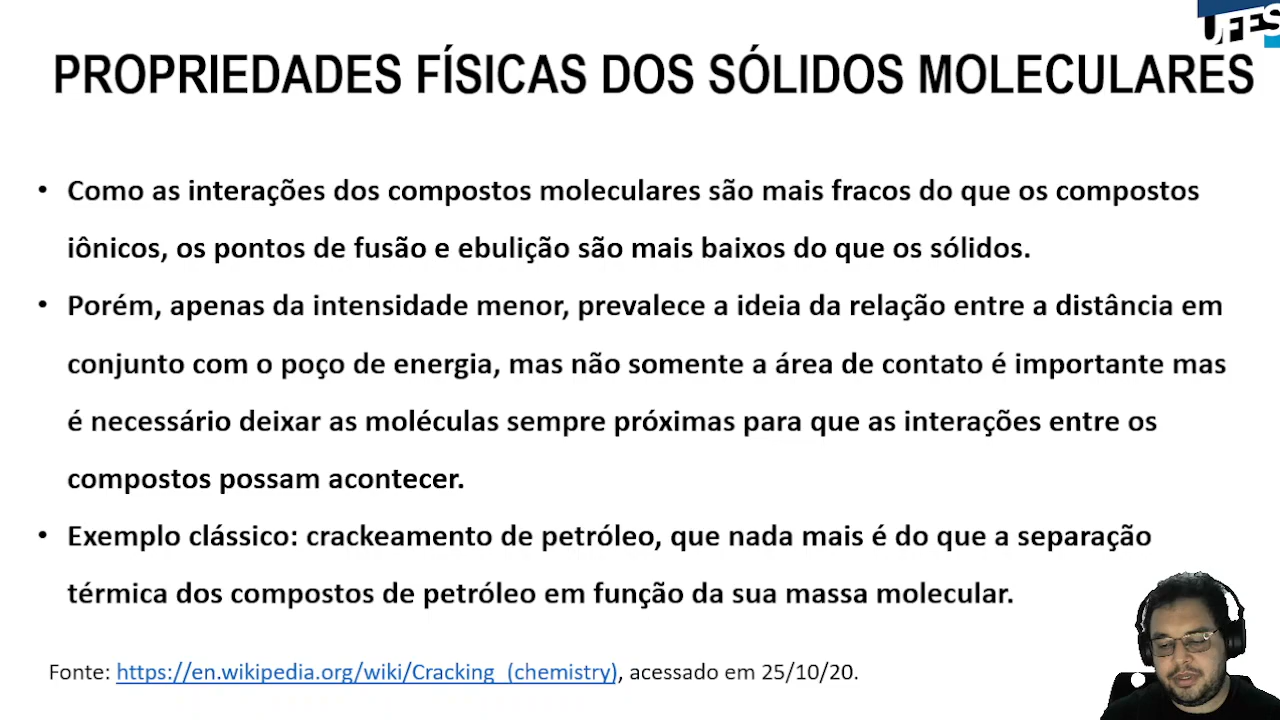 UFES
PROPRIEDADES FÍSICAS DOS SÓLIDOS MOLECULARES
• Como as interações dos compostos moleculares são mais fracos do que os compostos
iônicos, os pontos de fusão e ebulição são mais baixos do que os sólidos.
• Porém, apenas da intensidade menor, prevalece a ideia da relação entre a distância em
conjunto com o poço de energia, mas não somente a área de contato é importante mas
é necessário deixar as moléculas sempre próximas para que as interações entre os
compostos possam acontecer.
• Exemplo clássico: crackeamento de petróleo, que nada mais é do que a separação
térmica dos compostos de petróleo em função da sua massa molecular.
Fonte: https://en.wikipedia.org/wiki/Cracking_(chemistry), acessado em 25/10/20.